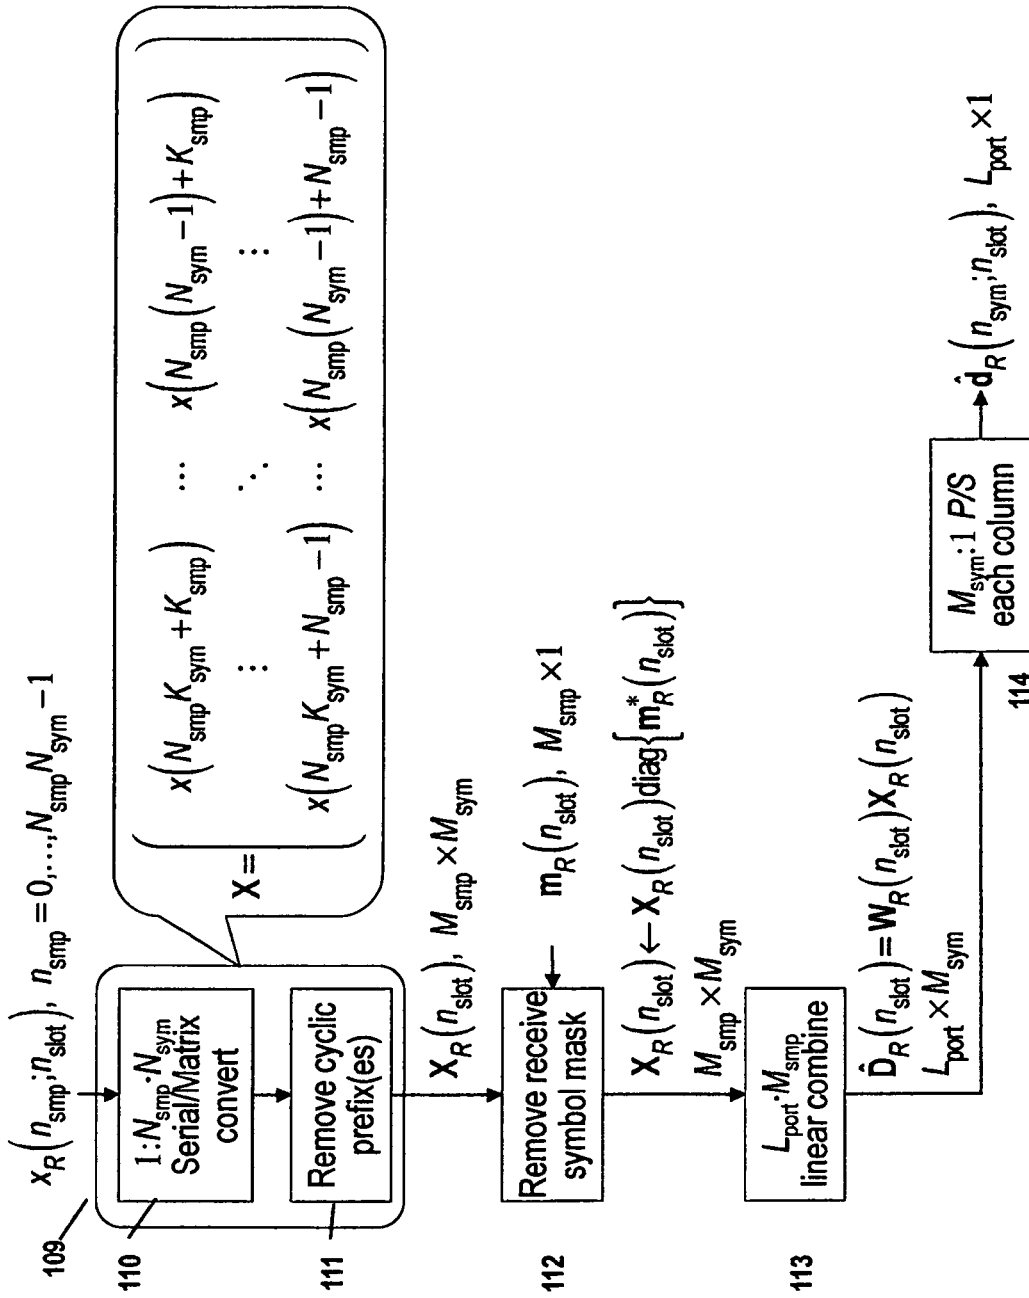 x_R(n_smp;n_slot), n_smp = 0,…,N_smp N_sym − 1
109
110
1:N_smp·N_sym
Serial/Matrix
convert
111
Remove cyclic
prefix(es)
X =
x(N_smp K_sym + K_smp) ⋯ x(N_smp(N_sym − 1) + K_smp)
⋮ ⋱ ⋮
x(N_smp K_sym + N_smp − 1) ⋯ x(N_smp(N_sym − 1) + N_smp − 1)
X_R(n_slot), M_smp × M_sym
112
Remove receive
symbol mask
m_R(n_slot), M_smp × 1
X_R(n_slot) ← X_R(n_slot)diag{m*_R(n_slot)}
M_smp × M_sym
113
L_port·M_smp
linear combine
D̂_R(n_slot) = W_R(n_slot)X_R(n_slot)
L_port × M_sym
114
M_sym:1 P/S
each column
d̂_R(n_sym;n_slot), L_port × 1